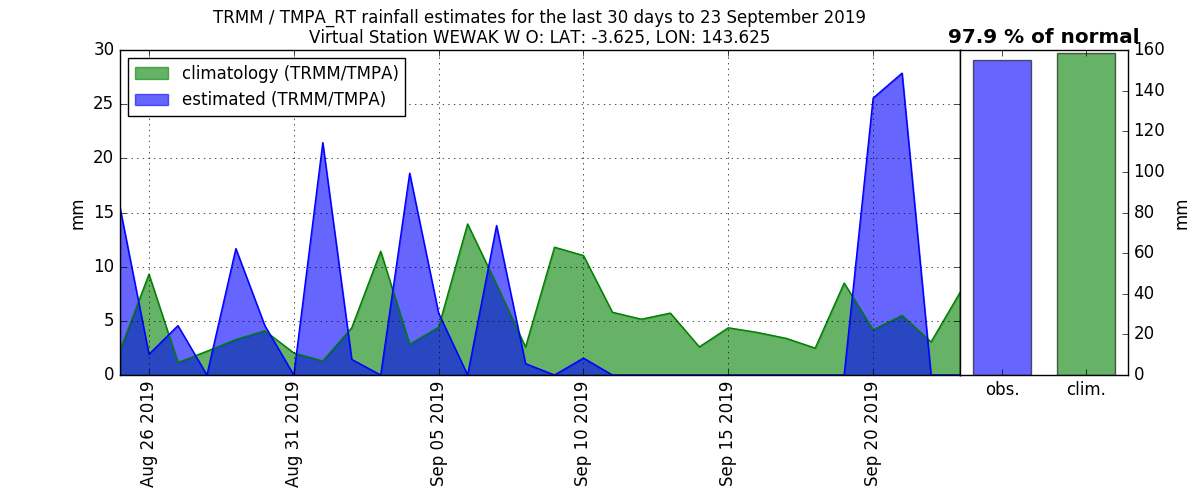 TRMM / TMPA_RT rainfall estimates for the last 30 days to 23 September 2019
Virtual Station WEWAK W O: LAT: -3.625, LON: 143.625
97.9 % of normal
climatology (TRMM/TMPA)
estimated (TRMM/TMPA)
30
25
20
15
10
5
0
mm
160
140
120
100
80
60
40
20
0
mm
Aug 26 2019
Aug 31 2019
Sep 05 2019
Sep 10 2019
Sep 15 2019
Sep 20 2019
obs.
clim.